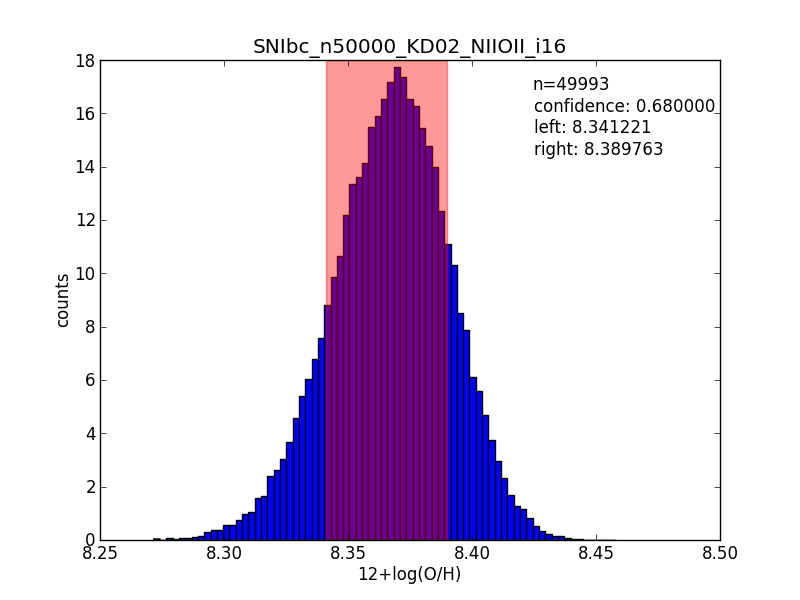 SNIbc_n50000_KD02_NIIOII_i16
n=49993
confidence: 0.680000
left: 8.341221
right: 8.389763
18
16
14
12
10
8
6
4
2
0
counts
8.25 8.30 8.35 8.40 8.45 8.50
12+log(O/H)